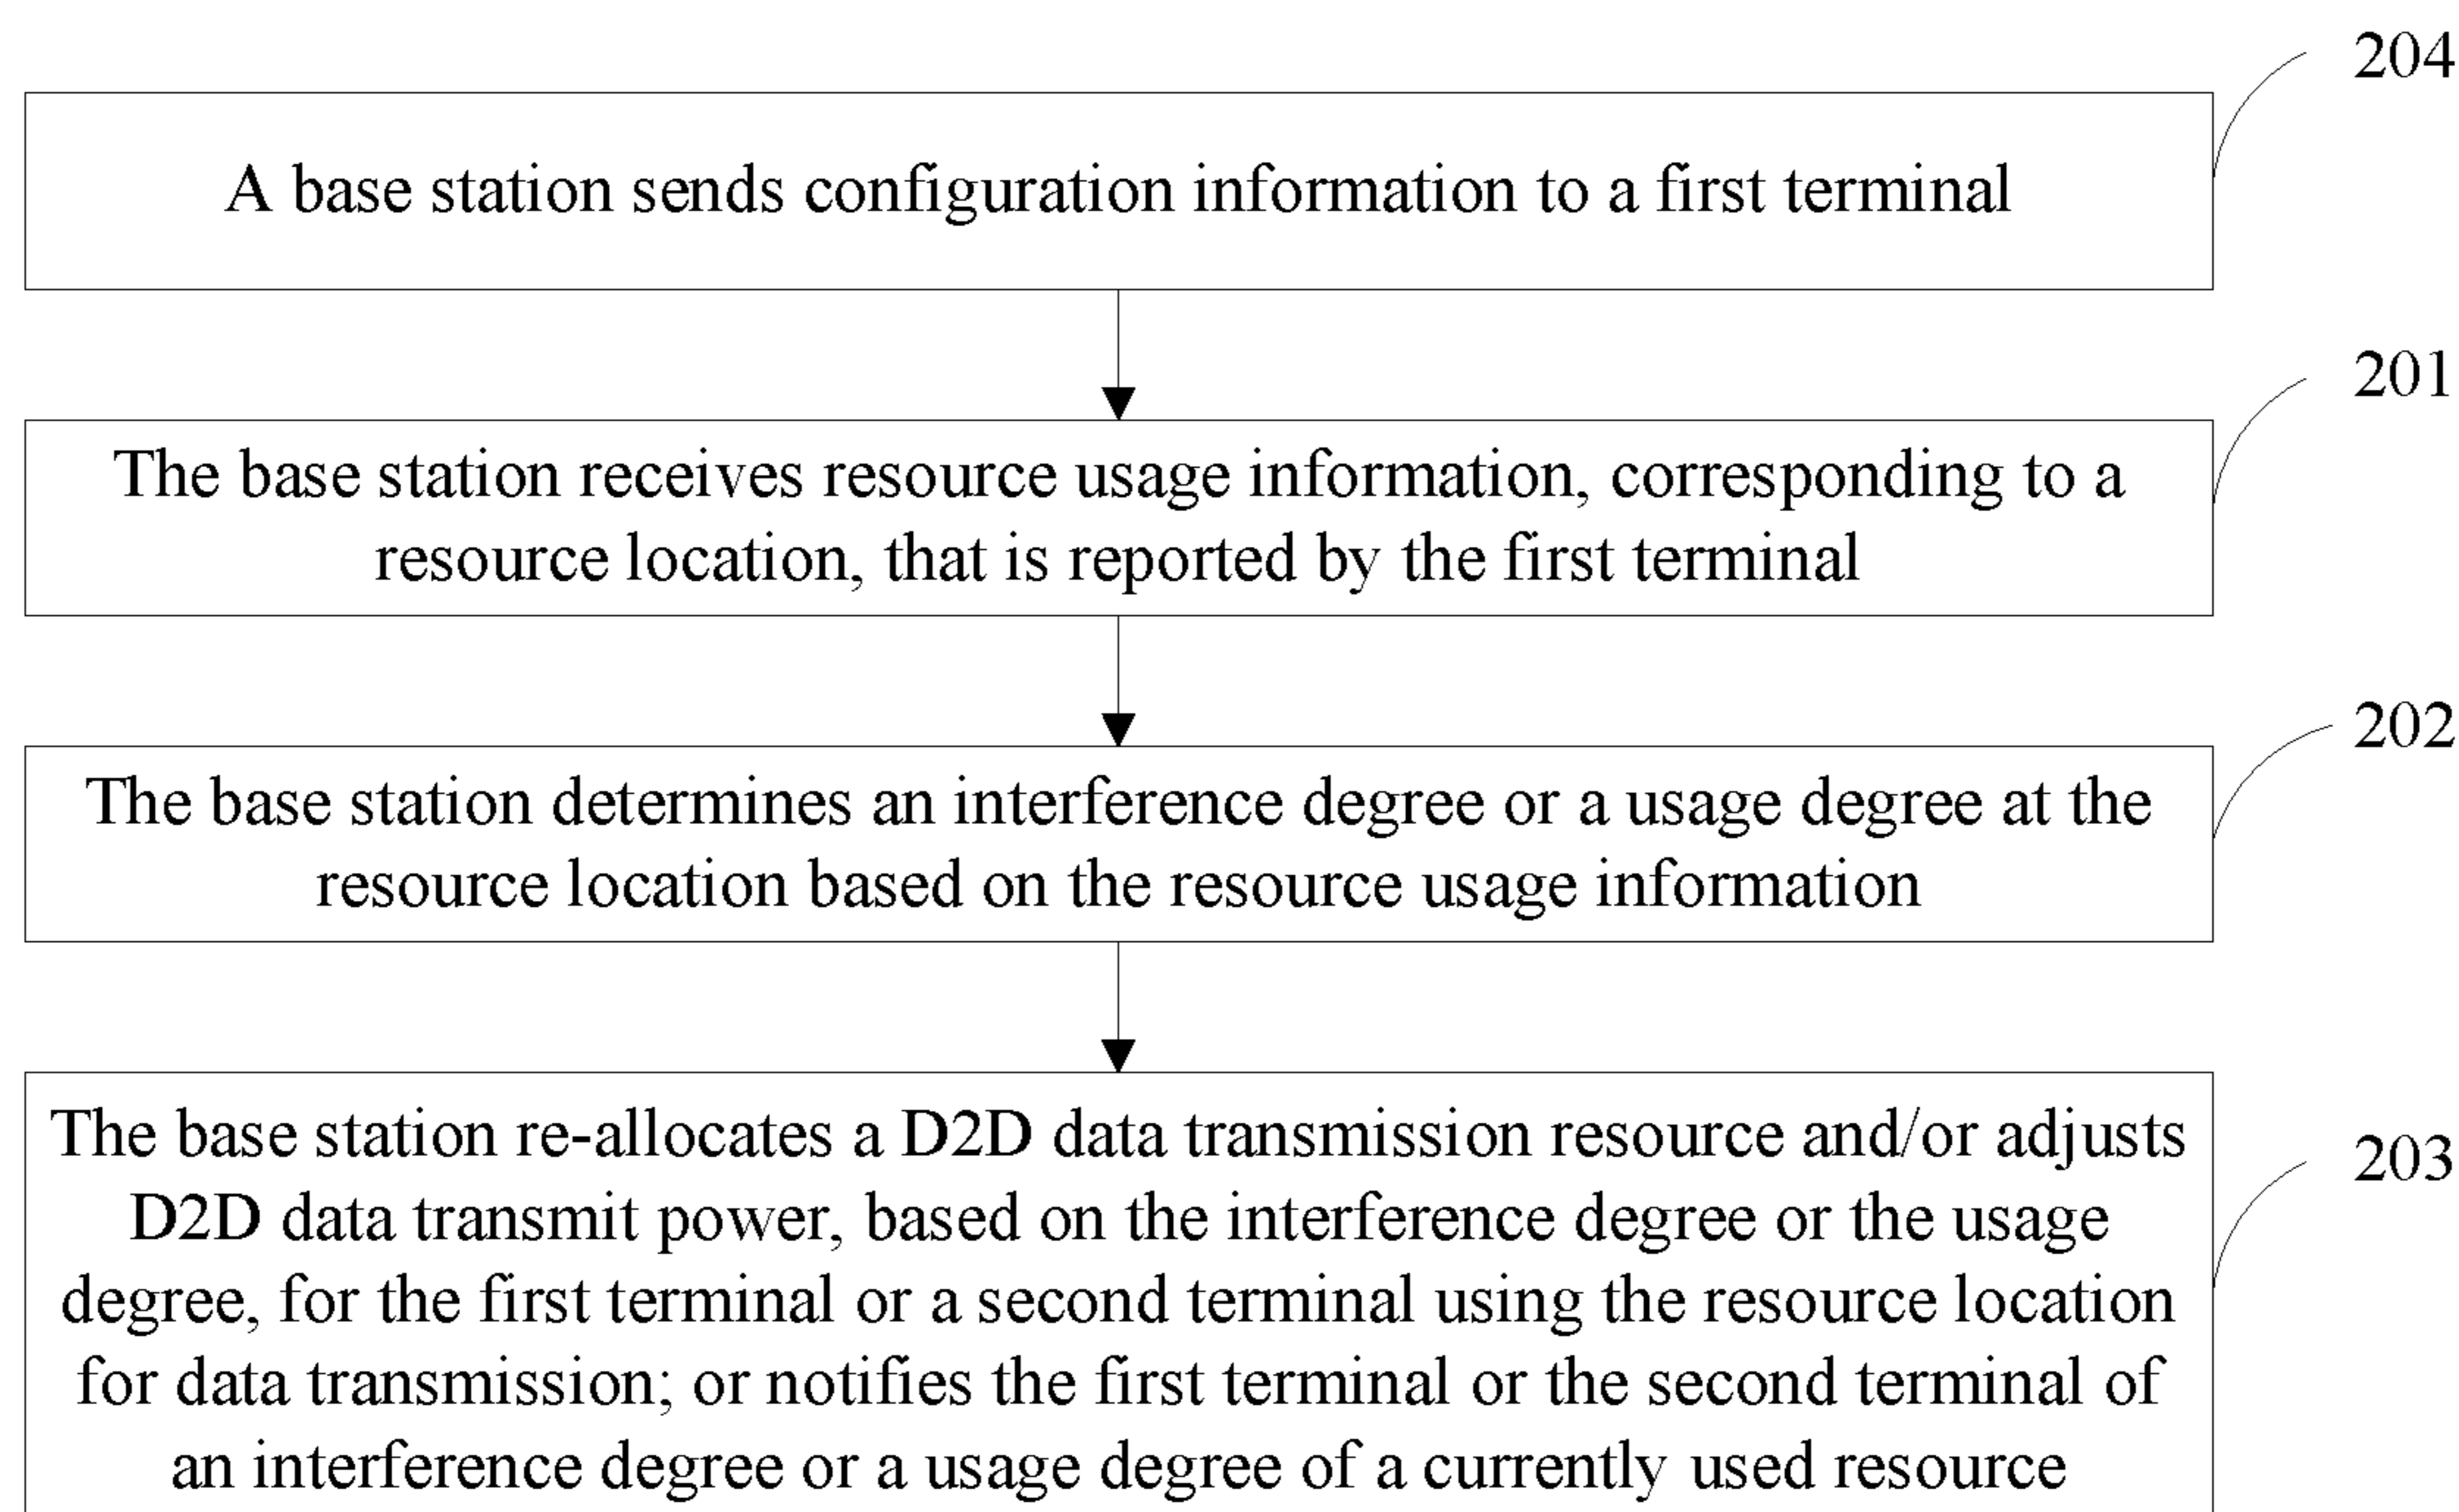 204
A base station sends configuration information to a first terminal
201
The base station receives resource usage information, corresponding to a
resource location, that is reported by the first terminal
202
The base station determines an interference degree or a usage degree at the
resource location based on the resource usage information
203
The base station re-allocates a D2D data transmission resource and/or adjusts
D2D data transmit power, based on the interference degree or the usage
degree, for the first terminal or a second terminal using the resource location
for data transmission; or notifies the first terminal or the second terminal of
an interference degree or a usage degree of a currently used resource